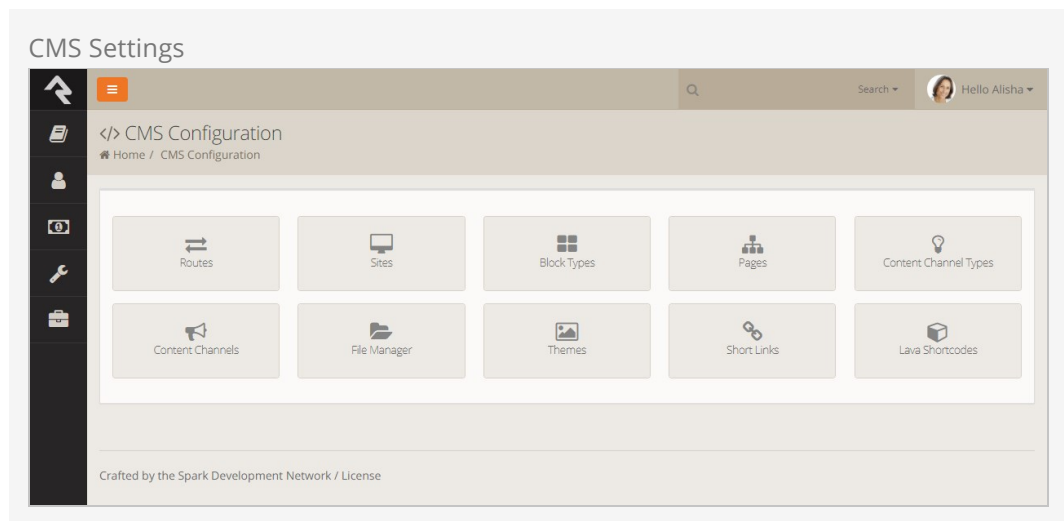 CMS Settings
Search
Hello Alisha
</> CMS Configuration
Home / CMS Configuration
Routes
Sites
Block Types
Pages
Content Channel Types
Content Channels
File Manager
Themes
Short Links
Lava Shortcodes
Crafted by the Spark Development Network / License